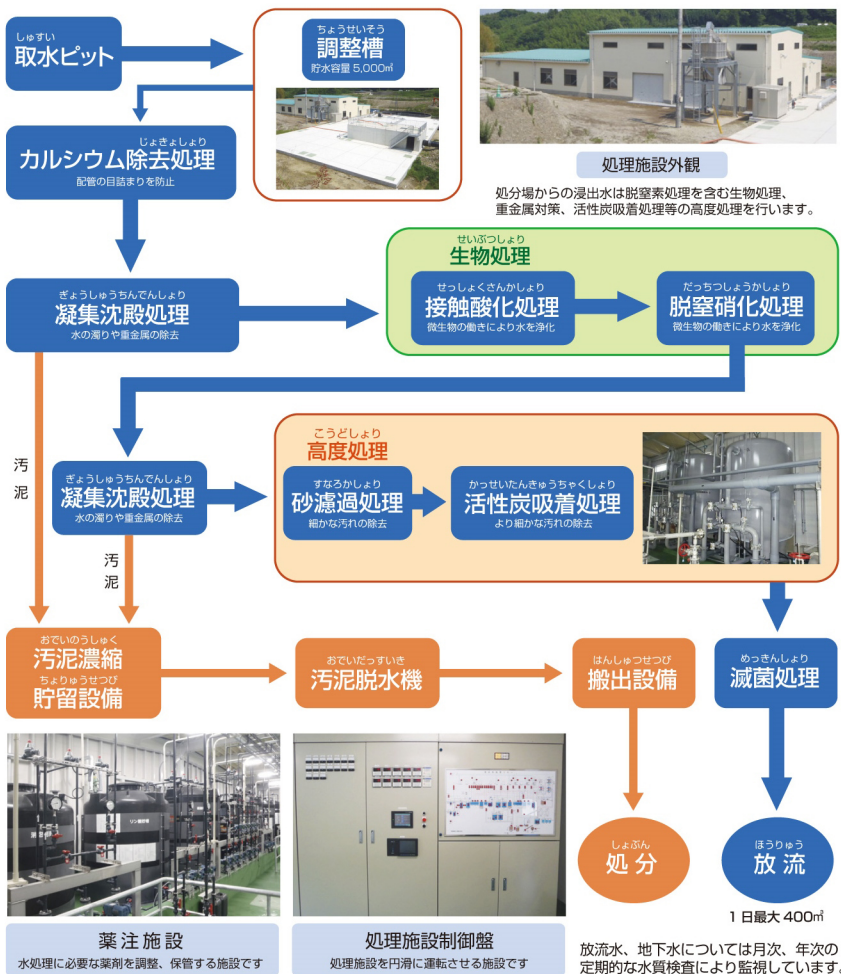 しゅすい
取水ピット
ちょうせいそう
調整槽
貯水容量 5,000㎥
じょきょしょり
カルシウム除去処理
配管の目詰まりを防止
処理施設外観
処分場からの浸出水は脱窒素処理を含む生物処理、
重金属対策、活性炭吸着処理等の高度処理を行います。
せいぶつしょり
生物処理
ぎょうしゅうちんでんしょり
凝集沈殿処理
水の濁りや重金属の除去
せっしょくさんかしょり
接触酸化処理
微生物の働きにより水を浄化
だっちつしょうかしょり
脱窒硝化処理
微生物の働きにより水を浄化
汚泥
こうどしょり
高度処理
ぎょうしゅうちんでんしょり
凝集沈殿処理
水の濁りや重金属の除去
すなろかしょり
砂濾過処理
細かな汚れの除去
かっせいたんきゅうちゃくしょり
活性炭吸着処理
より細かな汚れの除去
汚泥
おでいのうしゅく
汚泥濃縮
ちょりゅうせつび
貯留設備
おでいだっすいき
汚泥脱水機
はんしゅつせつび
搬出設備
めっきんしょり
滅菌処理
しょぶん
処分
ほうりゅう
放流
1日最大 400㎥
薬注施設
水処理に必要な薬剤を調整、保管する施設です
処理施設制御盤
処理施設を円滑に運転させる施設です
放流水、地下水については月次、年次の
定期的な水質検査により監視しています。